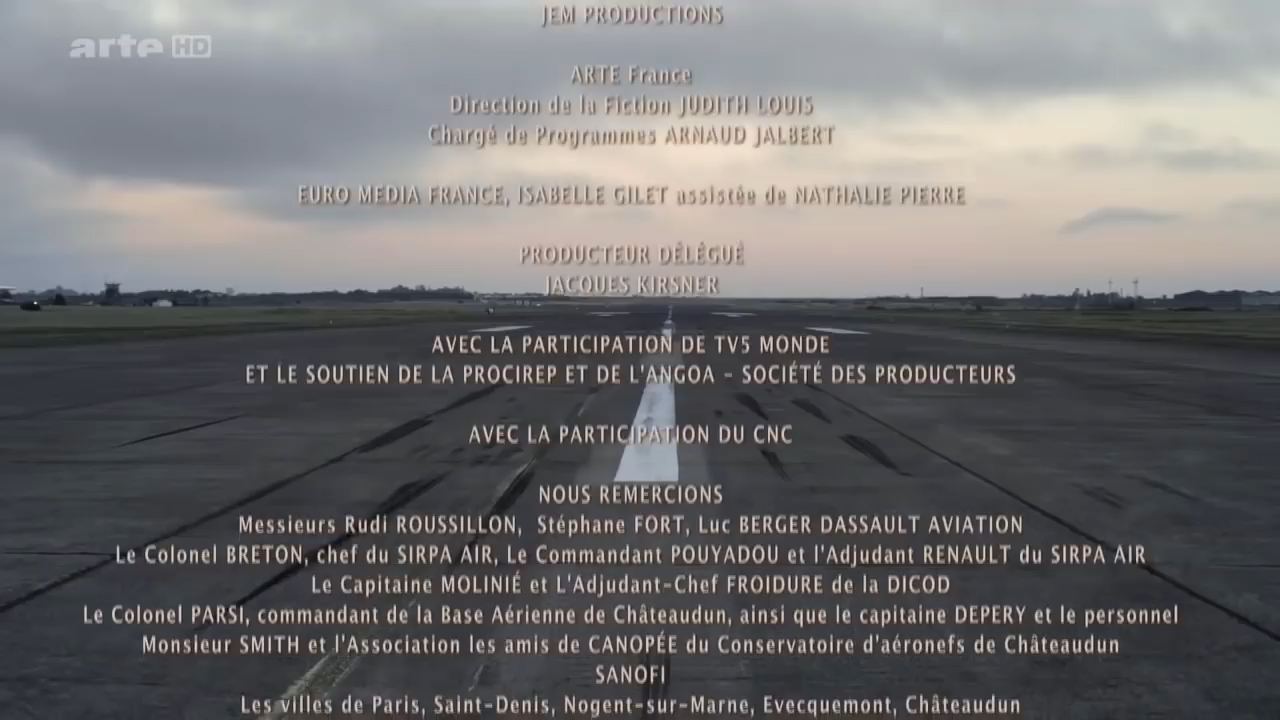 arte HD
JEM PRODUCTIONS
ARTE France
Direction de la Fiction JUDITH LOUIS
Chargé de Programmes ARNAUD JALBERT
EURO MEDIA FRANCE, ISABELLE GILET assistée de NATHALIE PIERRE
PRODUCTEUR DÉLÉGUÉ
JACQUES KIRSNER
AVEC LA PARTICIPATION DE TV5 MONDE
ET LE SOUTIEN DE LA PROCIREP ET DE L'ANGOA - SOCIÉTÉ DES PRODUCTEURS
AVEC LA PARTICIPATION DU CNC
NOUS REMERCIONS
Messieurs Rudi ROUSSILLON, Stéphane FORT, Luc BERGER DASSAULT AVIATION
Le Colonel BRETON, chef du SIRPA AIR, Le Commandant POUYADOU et l'Adjudant RENAULT du SIRPA AIR
Le Capitaine MOLINIÉ et L'Adjudant-Chef FROIDURE de la DICOD
Le Colonel PARSI, commandant de la Base Aérienne de Châteaudun, ainsi que le capitaine DEPERY et le personnel
Monsieur SMITH et l'Association les amis de CANOPÉE du Conservatoire d'aéronefs de Châteaudun
SANOFI
Les villes de Paris, Saint-Denis, Nogent-sur-Marne, Evecquemont, Châteaudun